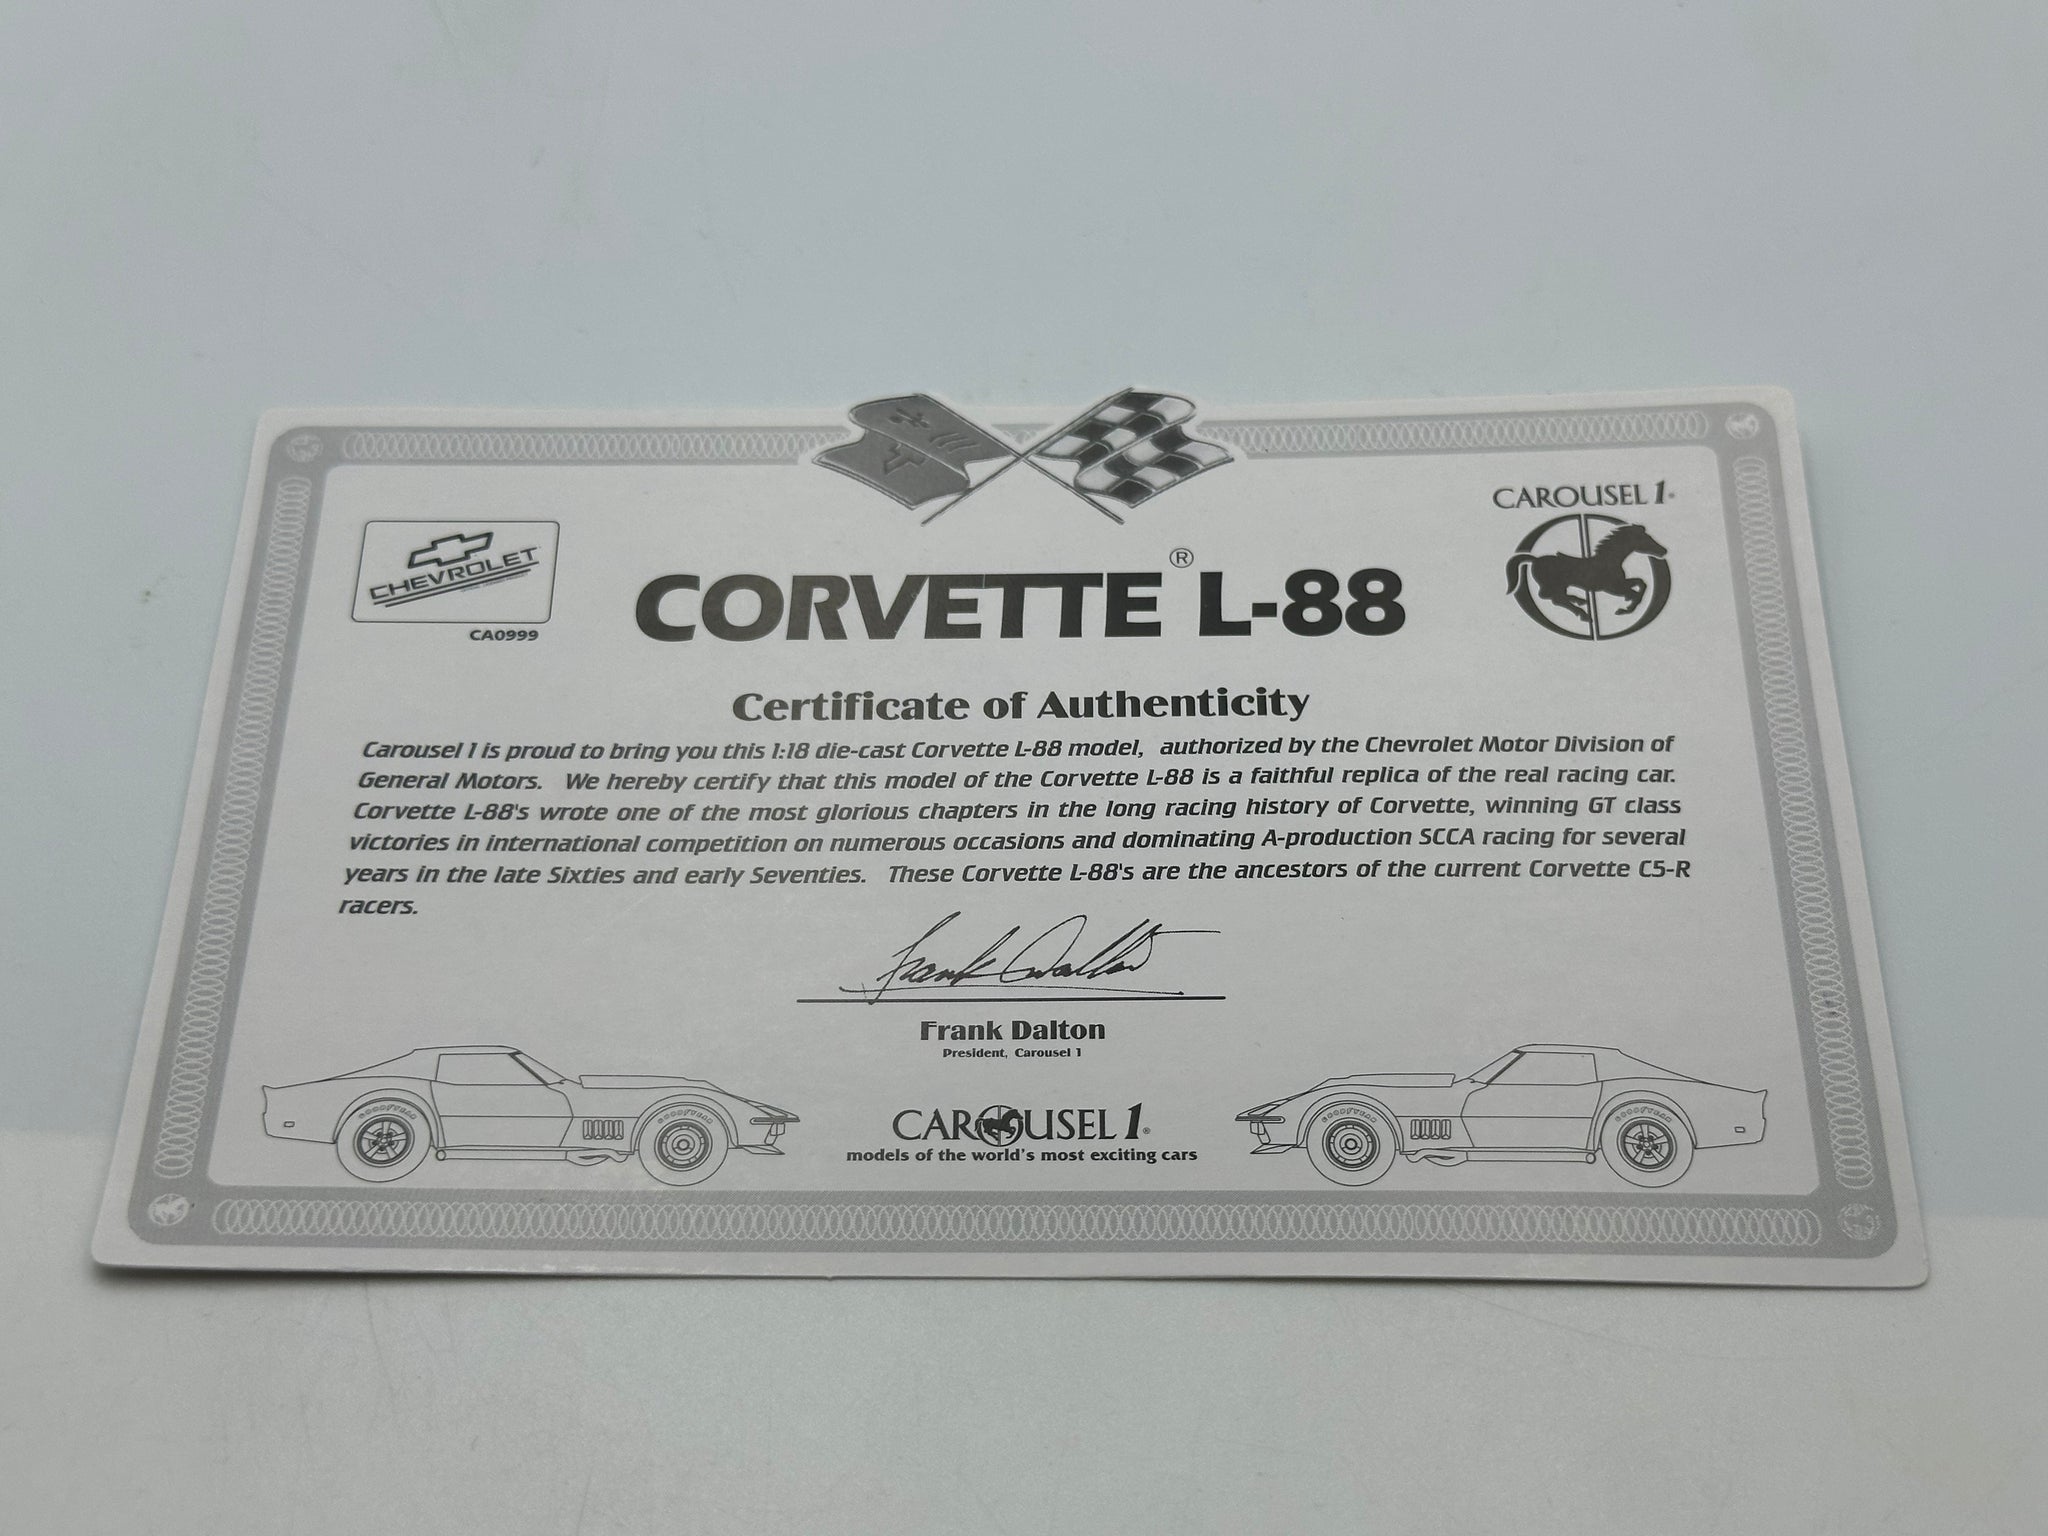 CAROUSEL 1®
CHEVROLET
CORVETTE® L-88
CA0999
Certificate of Authenticity
Carousel 1 is proud to bring you this 1:18 die-cast Corvette L-88 model, authorized by the Chevrolet Motor Division of
General Motors. We hereby certify that this model of the Corvette L-88 is a faithful replica of the real racing car.
Corvette L-88's wrote one of the most glorious chapters in the long racing history of Corvette, winning GT class
victories in international competition on numerous occasions and dominating A-production SCCA racing for several
years in the late Sixties and early Seventies. These Corvette L-88's are the ancestors of the current Corvette C5-R
racers.
Frank Dalton
Frank Dalton
President, Carousel 1
GOODYEAR
GOODYEAR
GOODYEAR
GOODYEAR
CAROUSEL 1®
models of the world's most exciting cars